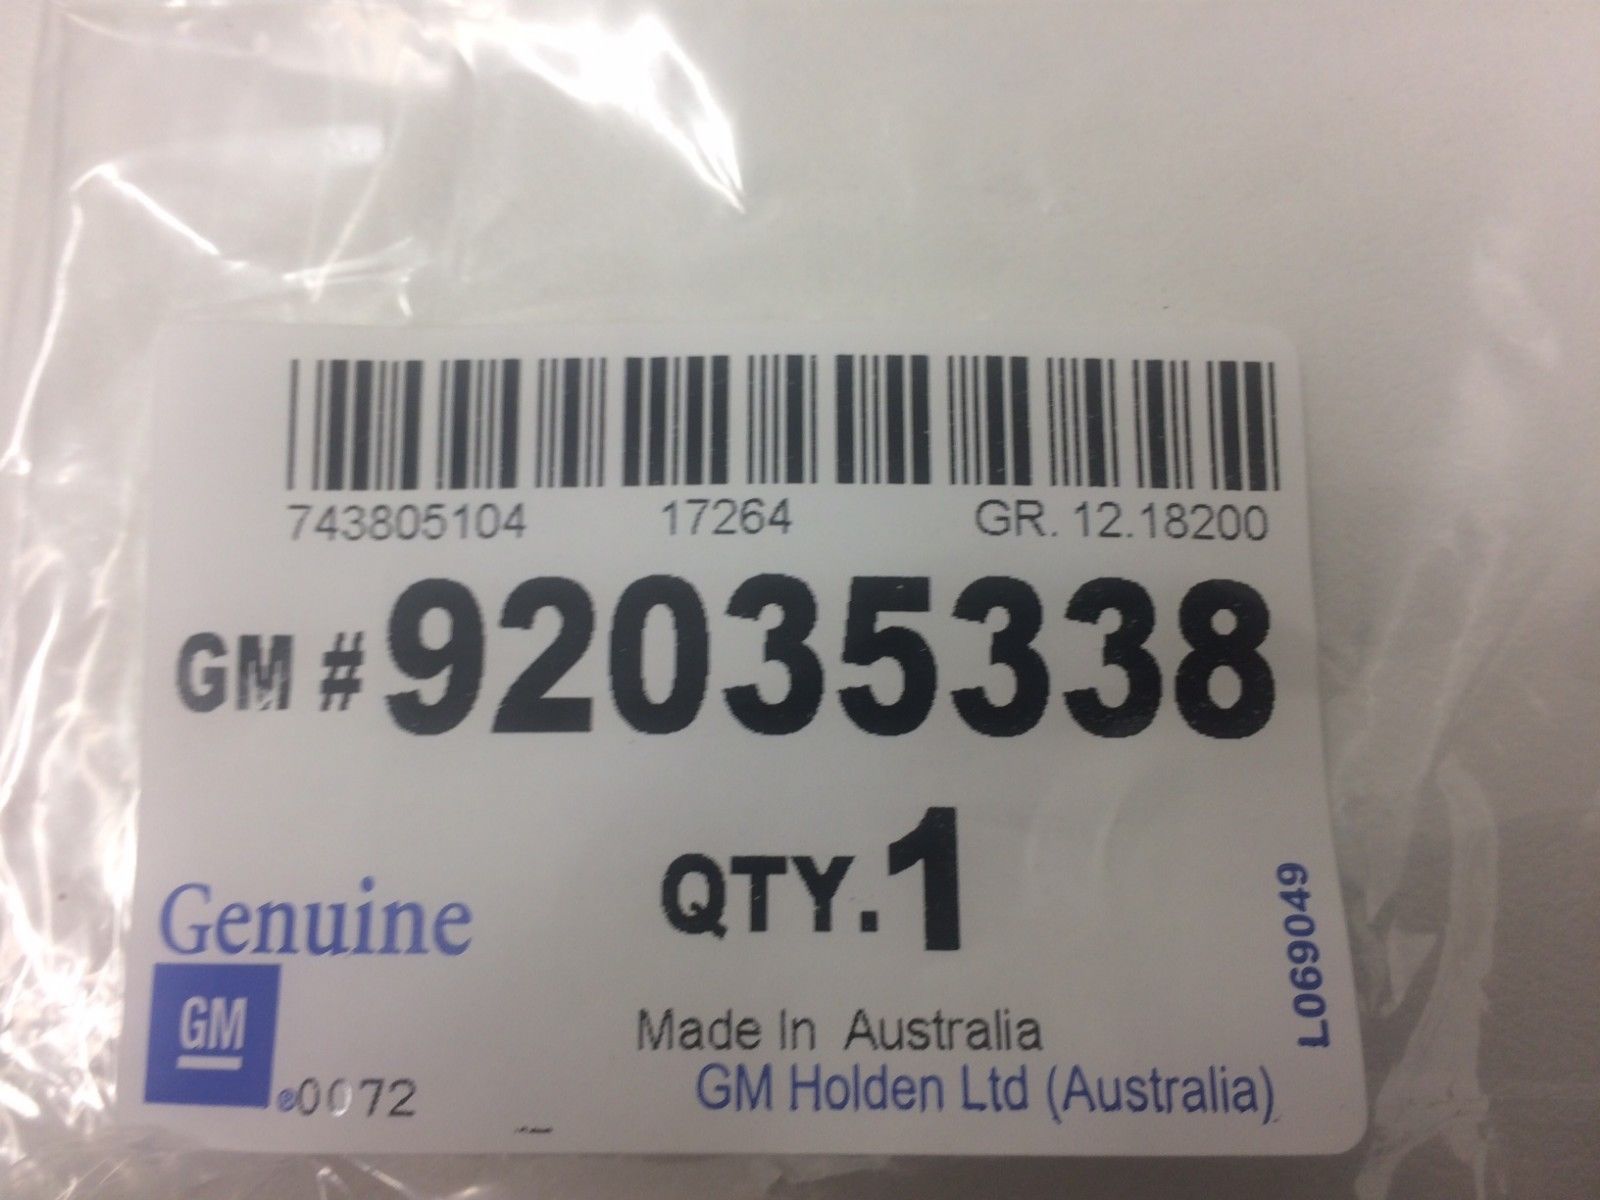 743805104 17264 GR. 12.18200
GM # 92035338
QTY. 1
Genuine
GM
®0072
Made In Australia
GM Holden Ltd (Australia)
L069049